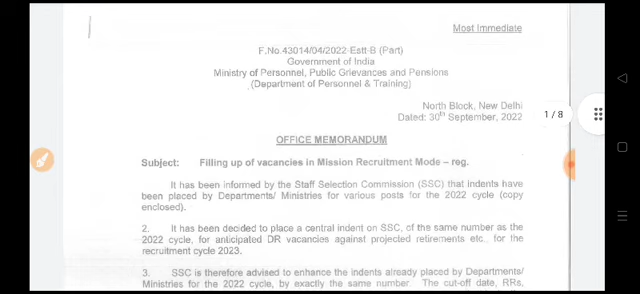 Most Immediate
F.No.43014/04/2022-Estt-B (Part)
Government of India
Ministry of Personnel, Public Grievances and Pensions
(Department of Personnel & Training)
North Block, New Delhi
Dated: 30th September, 2022
1 / 8
OFFICE MEMORANDUM
Subject: Filling up of vacancies in Mission Recruitment Mode – reg.
It has been informed by the Staff Selection Commission (SSC) that indents have
been placed by Departments/ Ministries for various posts for the 2022 cycle (copy
enclosed).
2. It has been decided to place a central indent on SSC, of the same number as the
2022 cycle, for anticipated DR vacancies against projected retirements etc., for the
recruitment cycle 2023.
3. SSC is therefore advised to enhance the indents already placed by Departments/
Ministries for the 2022 cycle, by exactly the same number. The cut-off date, RRs,